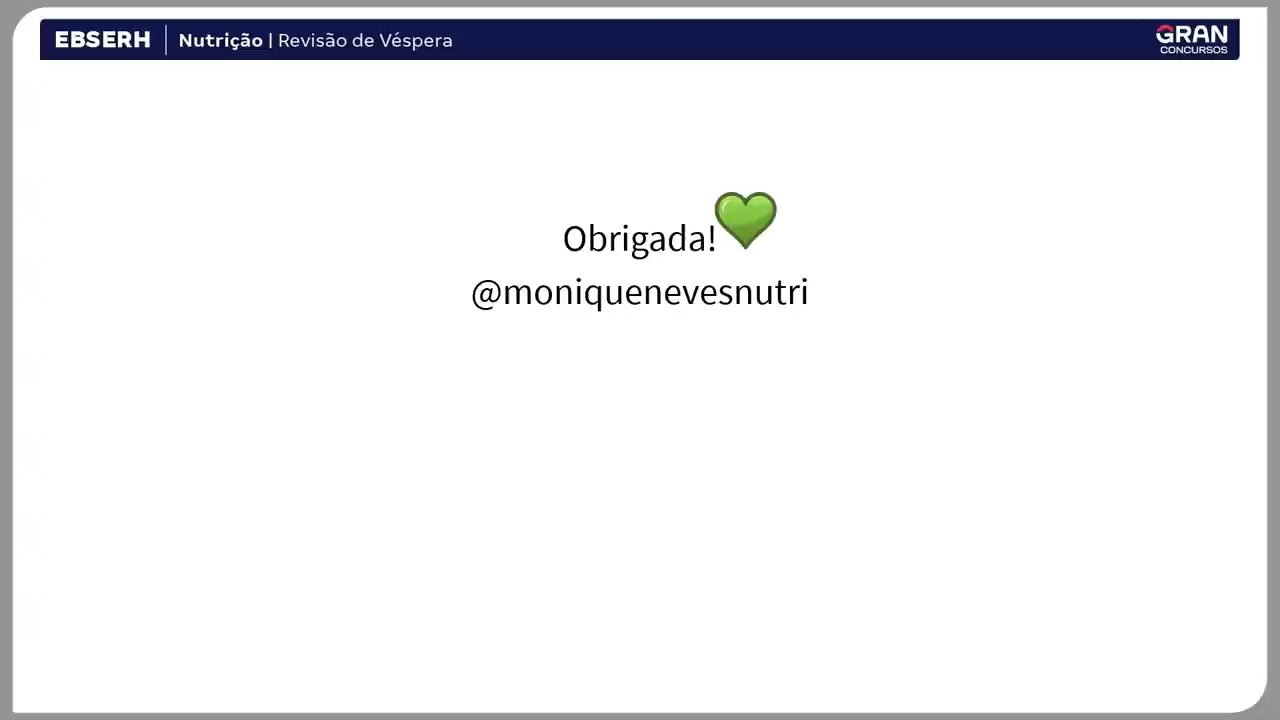 EBSERH
Nutrição | Revisão de Véspera
GRAN
CONCURSOS
Obrigada!
@moniquenevesnutri